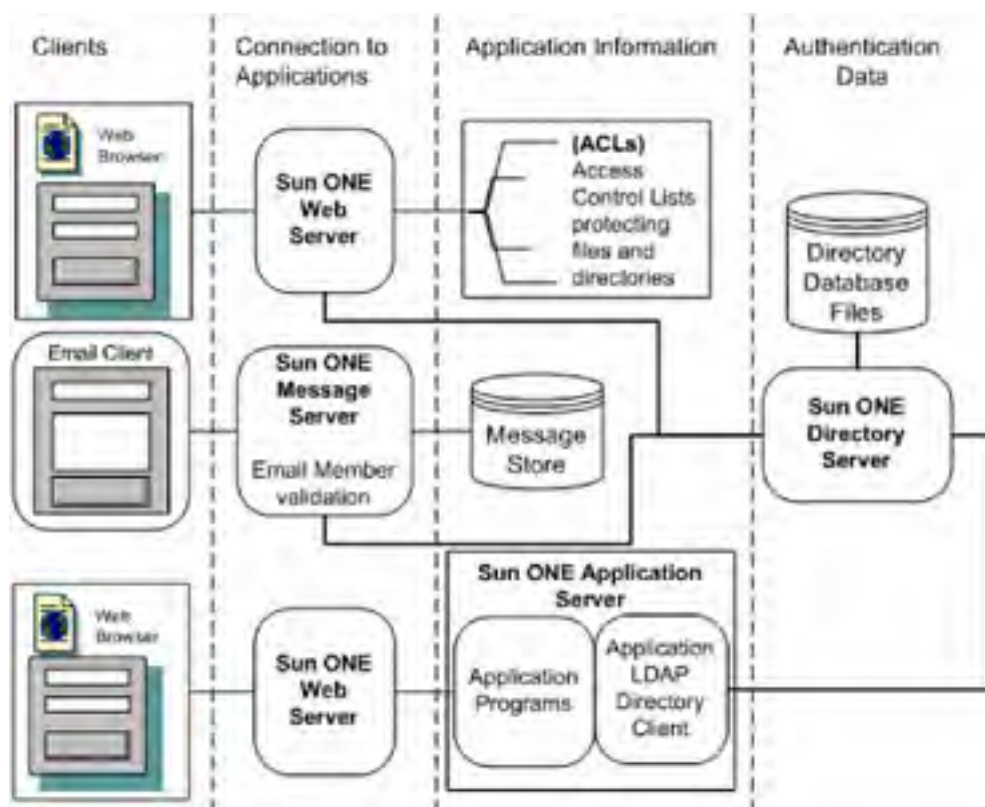 Clients
Connection to
Applications
Application Information
Authentication
Data
Web
Browser
Sun ONE
Web
Server
(ACLs)
Access
Control Lists
protecting
files and
directories
Directory
Database
Files
Email Client
Sun ONE
Message
Server
Email Member
validation
Message
Store
Sun ONE
Directory
Server
Web
Browser
Sun ONE
Web
Server
Sun ONE Application
Server
Application
Programs
Application
LDAP
Directory
Client